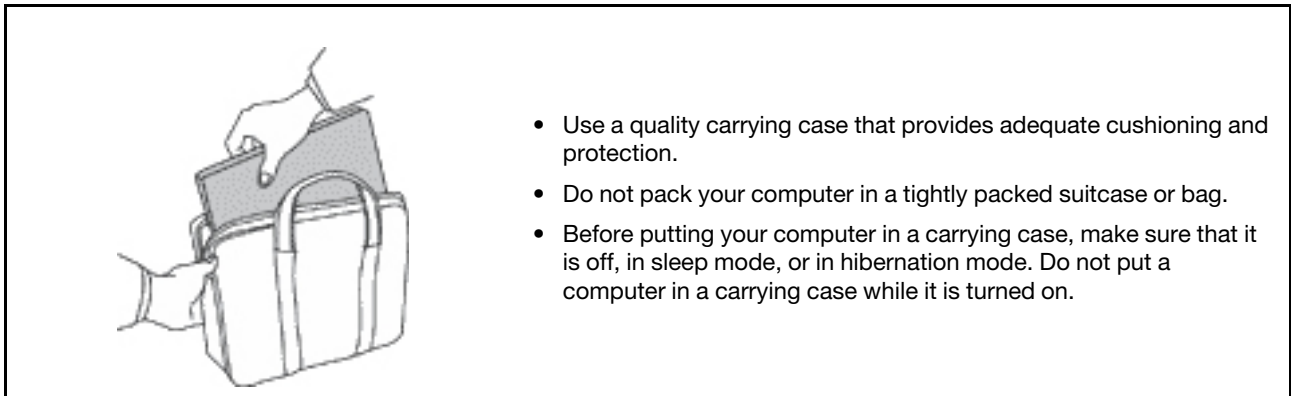 • Use a quality carrying case that provides adequate cushioning and
protection.
• Do not pack your computer in a tightly packed suitcase or bag.
• Before putting your computer in a carrying case, make sure that it
is off, in sleep mode, or in hibernation mode. Do not put a
computer in a carrying case while it is turned on.